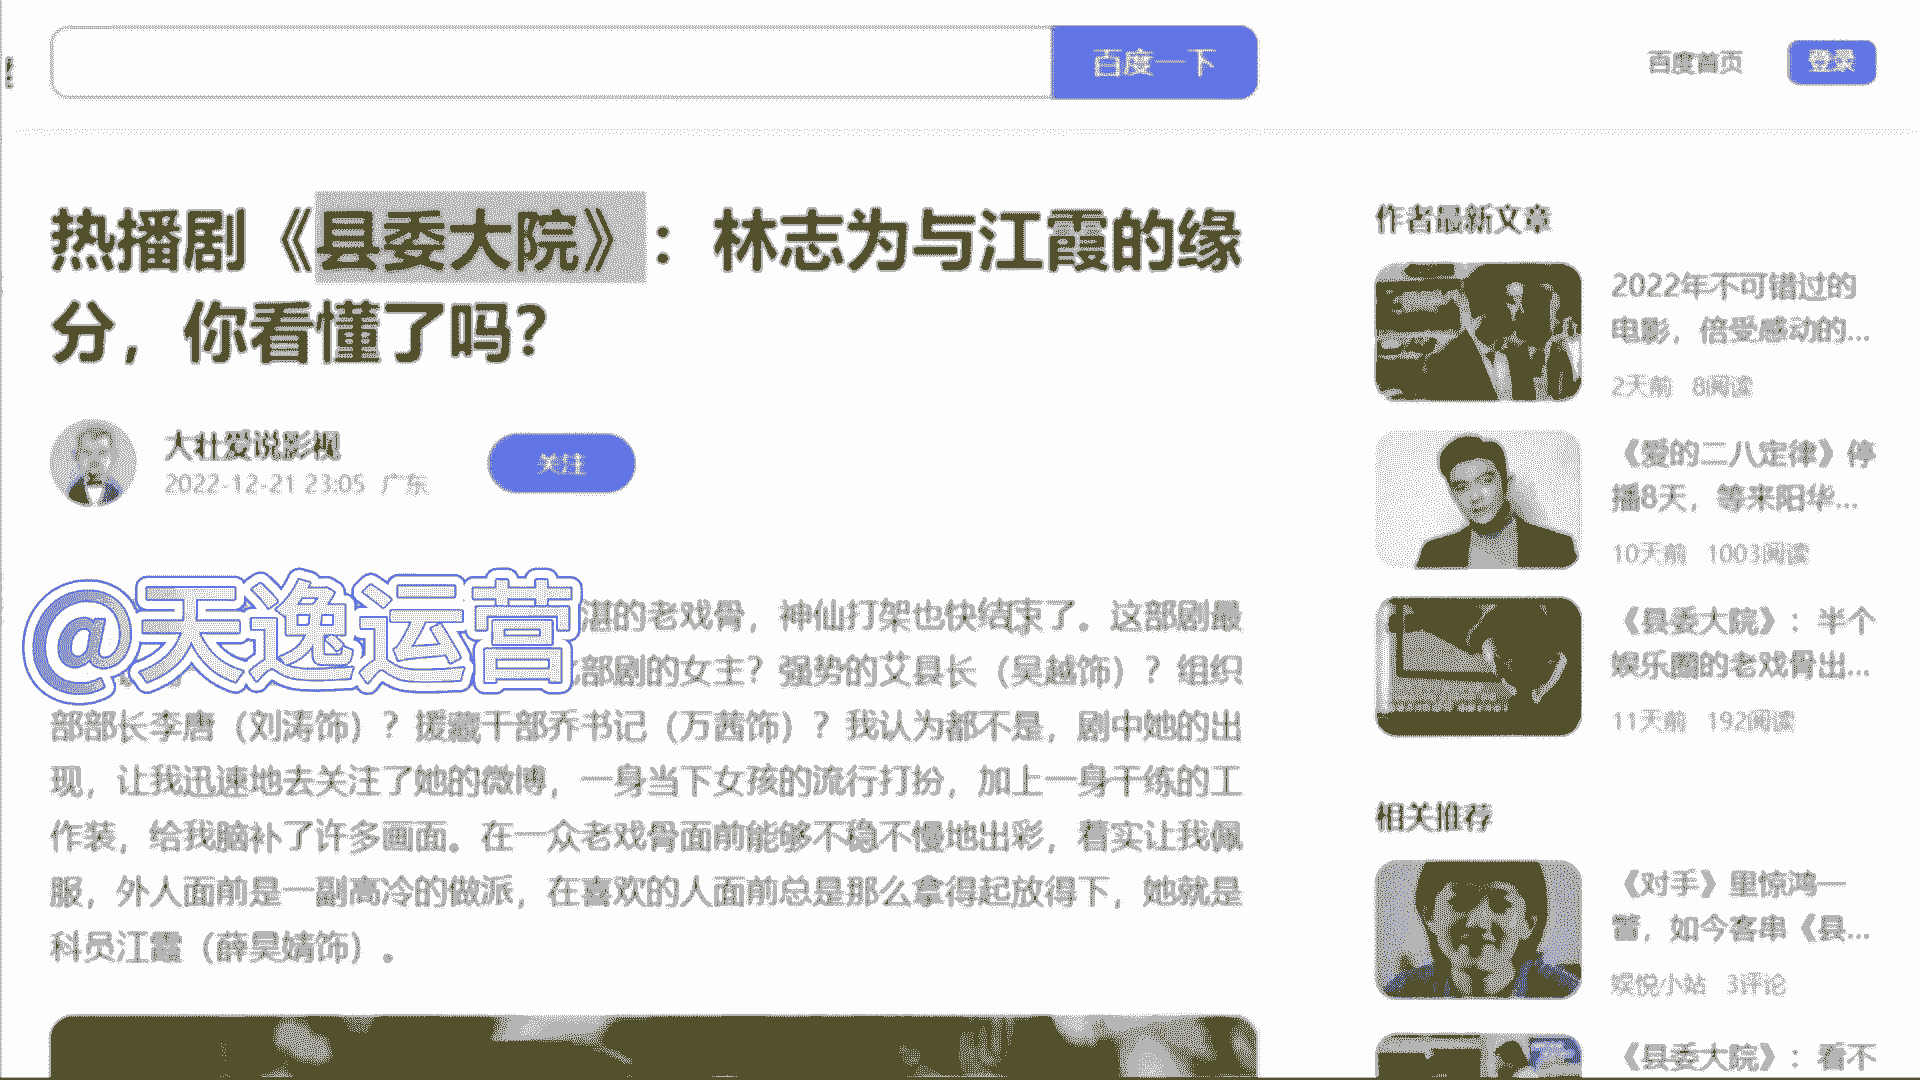 百度一下
百度首页
登录
热播剧《县委大院》：林志为与江霞的缘
分，你看懂了吗？
大壮爱说影视
2022-12-21 23:05 广东
关注
@天逸运营
湛的老戏骨，神仙打架也快结束了。这部剧最
部剧的女主？强势的艾县长（吴越饰）？组织
部部长李唐（刘涛饰）？援藏干部乔书记（万茜饰）？我认为都不是，剧中她的出
现，让我迅速地去关注了她的微博，一身当下女孩的流行打扮，加上一身干练的工
作装，给我脑补了许多画面。在一众老戏骨面前能够不稳不慢地出彩，着实让我佩
服，外人面前是一副高冷的做派，在喜欢的人面前总是那么拿得起放得下，她就是
科员江霞（薛昊婧饰）。
作者最新文章
2022年不可错过的
电影，倍受感动的...
2天前 8阅读
《爱的二八定律》停
播8天，等来阳华...
10天前 1003阅读
《县委大院》：半个
娱乐圈的老戏骨出...
11天前 192阅读
相关推荐
《对手》里惊鸿一
瞥，如今客串《县...
娱悦小站 3评论
《县委大院》：看不